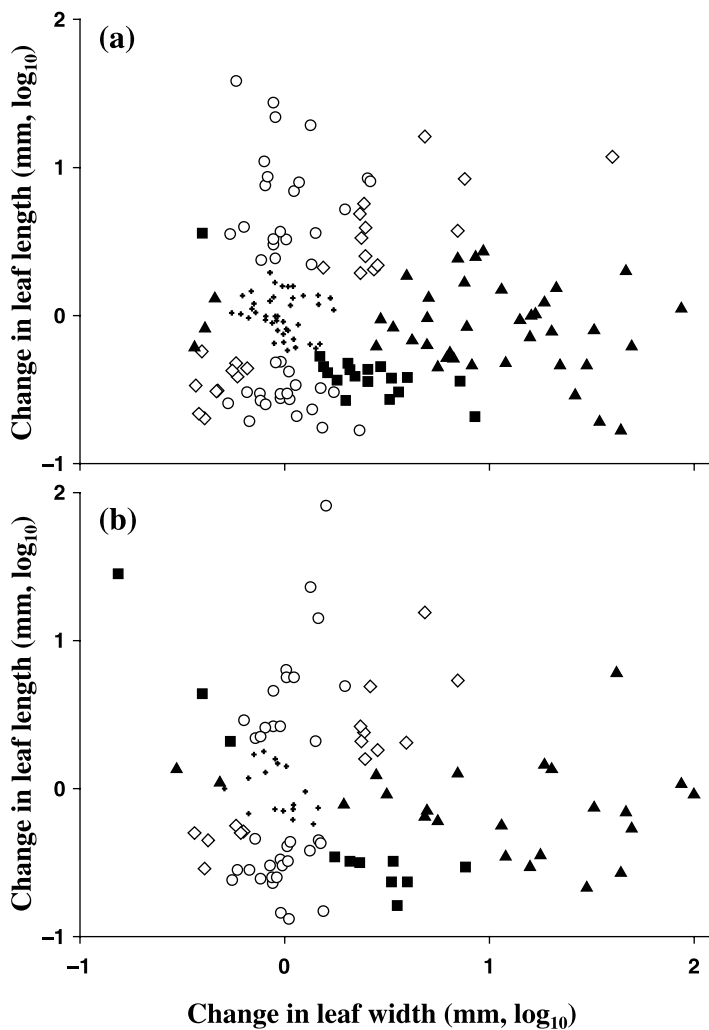 2
(a)
1
0
−1
Change in leaf length (mm, log10)
2
(b)
1
0
−1
Change in leaf length (mm, log10)
−1 0 1 2
Change in leaf width (mm, log10)